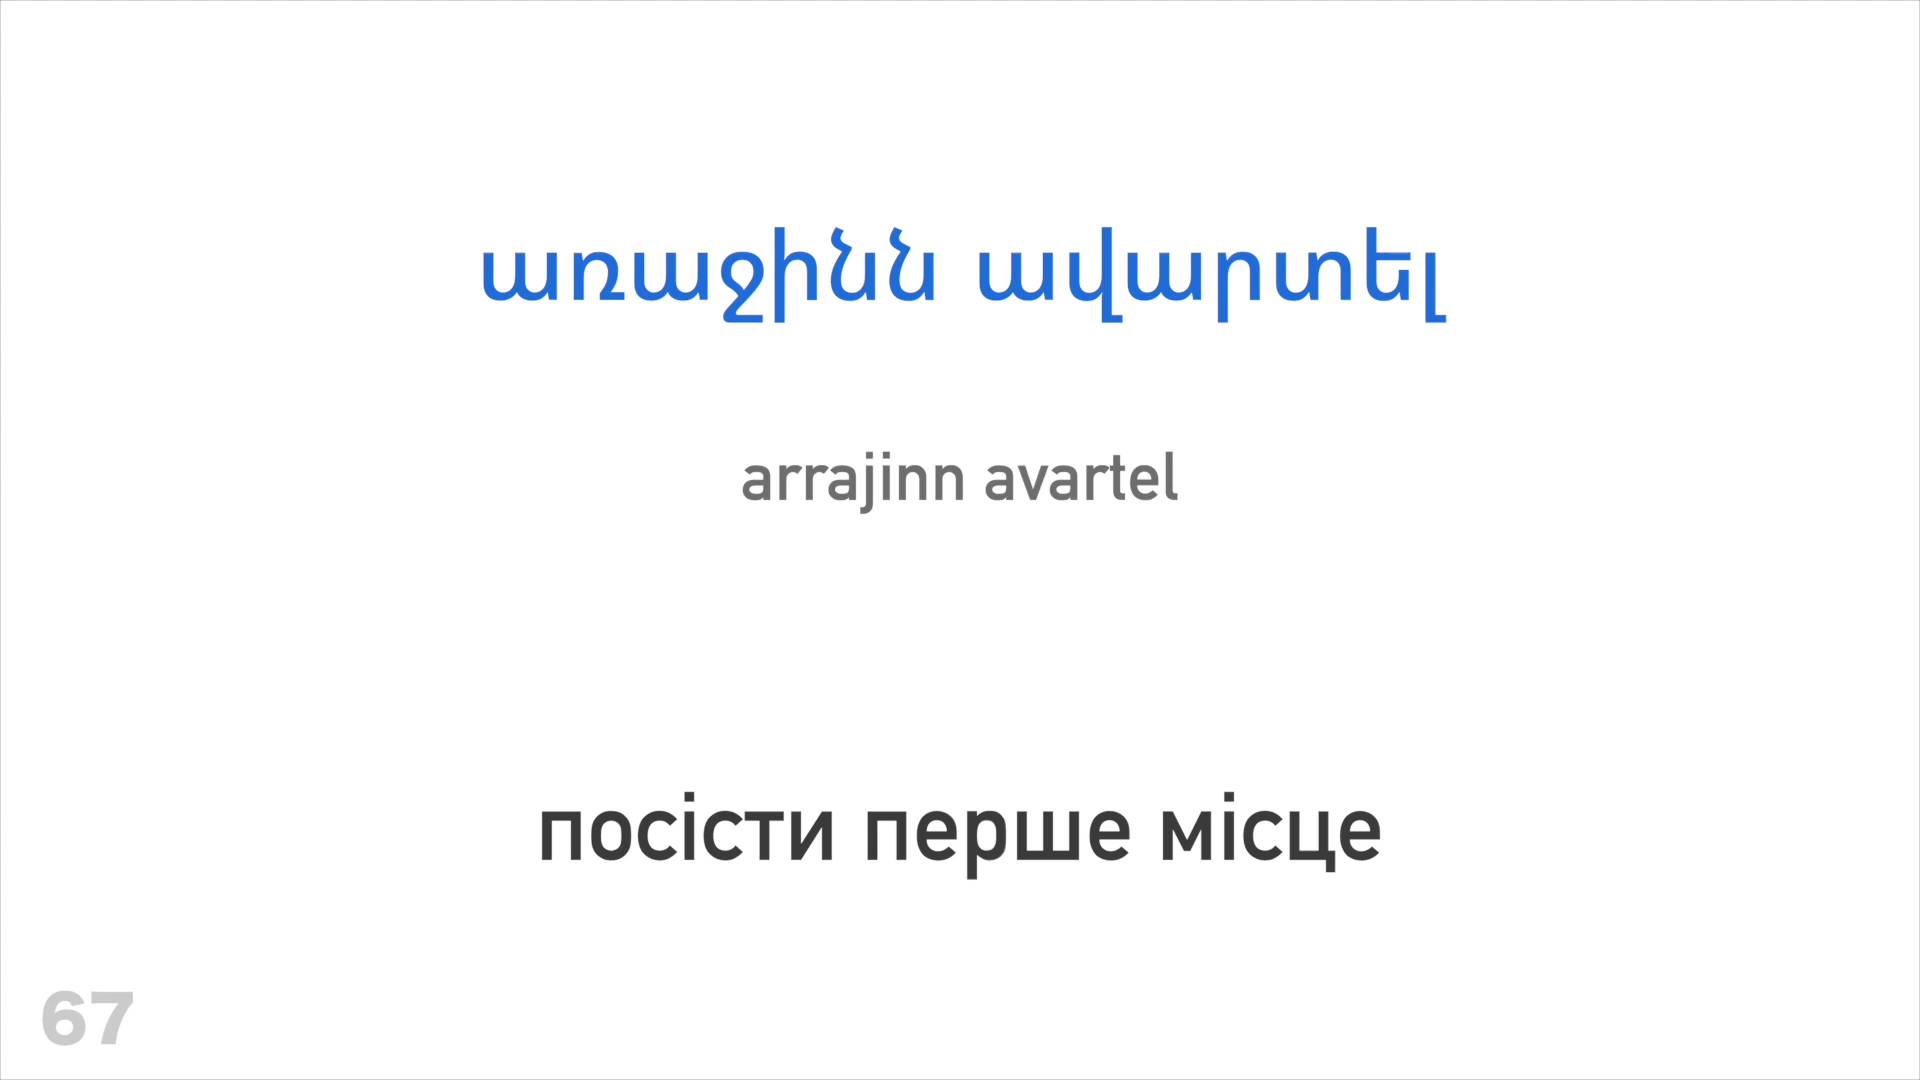 առաջինն ավարտել
arrajinn avartel
посісти перше місце
67